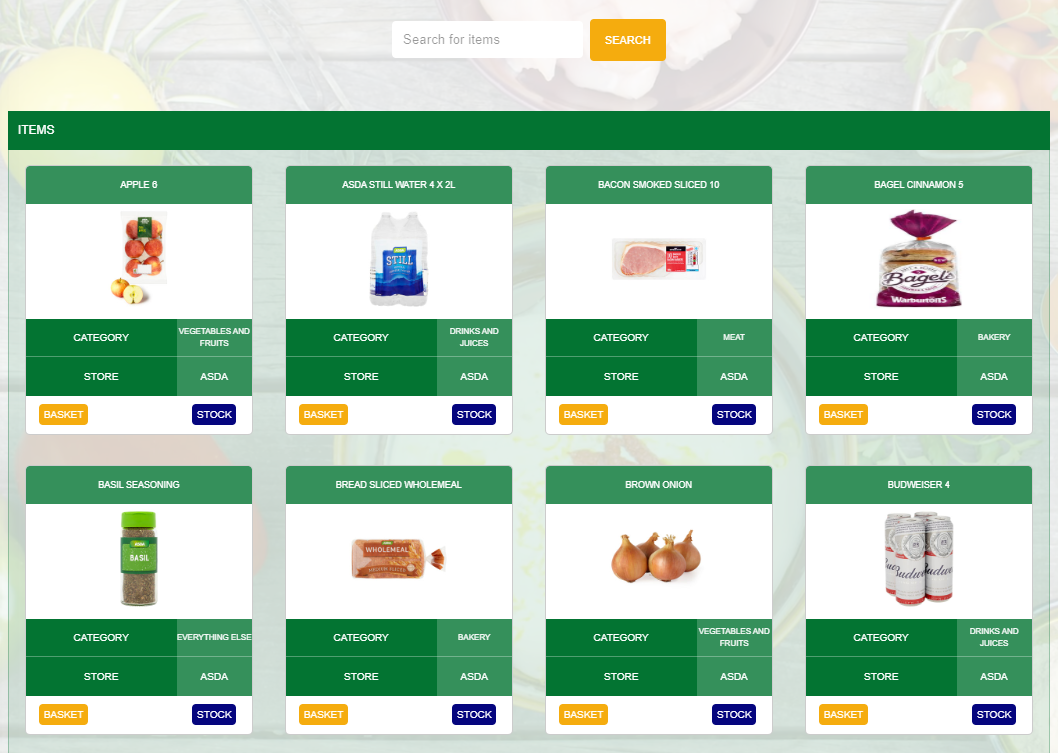 Search for items
SEARCH
ITEMS
APPLE 6
ASDA STILL WATER 4 X 2L
BACON SMOKED SLICED 10
BAGEL CINNAMON 5
STILL
Bagels
Warburtons
CATEGORY
VEGETABLES AND
FRUITS
CATEGORY
DRINKS AND
JUICES
CATEGORY
MEAT
CATEGORY
BAKERY
STORE
ASDA
STORE
ASDA
STORE
ASDA
STORE
ASDA
BASKET
STOCK
BASKET
STOCK
BASKET
STOCK
BASKET
STOCK
BASIL SEASONING
BREAD SLICED WHOLEMEAL
BROWN ONION
BUDWEISER 4
BASIL
WHOLEMEAL
CATEGORY
EVERYTHING ELSE
CATEGORY
BAKERY
CATEGORY
VEGETABLES AND
FRUITS
CATEGORY
DRINKS AND
JUICES
STORE
ASDA
STORE
ASDA
STORE
ASDA
STORE
ASDA
BASKET
STOCK
BASKET
STOCK
BASKET
STOCK
BASKET
STOCK